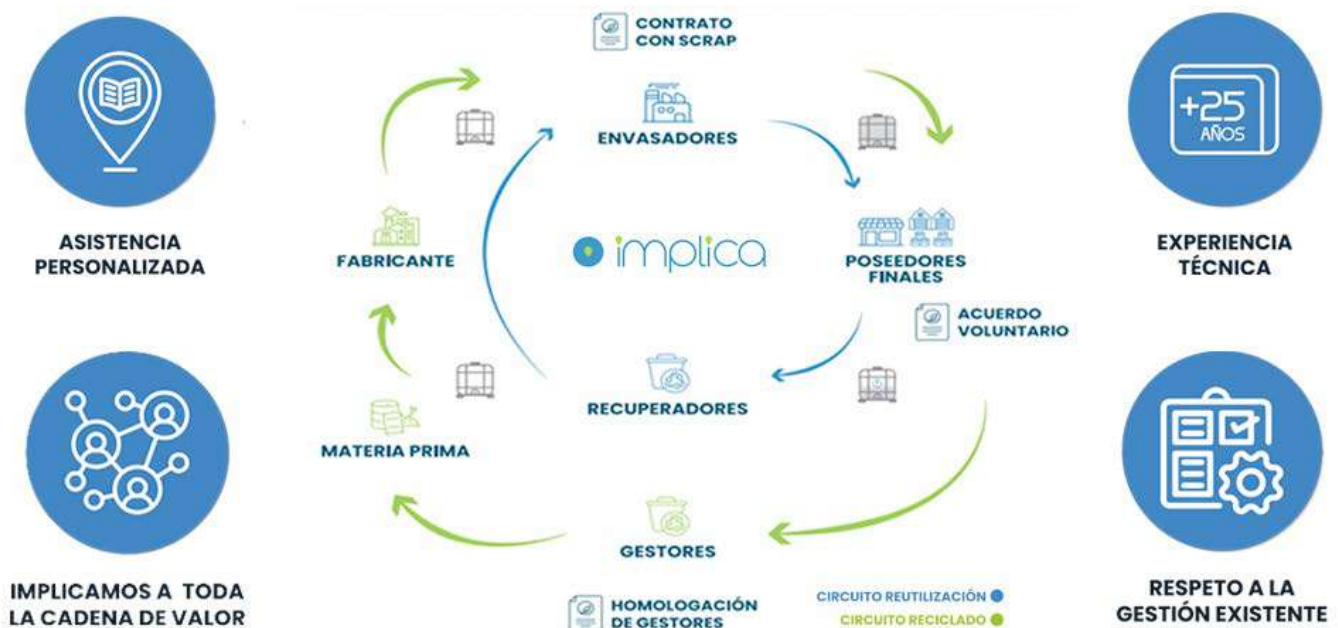 CONTRATO
CON SCRAP
ENVASADORES
+25
AÑOS
ASISTENCIA
PERSONALIZADA
FABRICANTE
implica
POSEEDORES
FINALES
EXPERIENCIA
TÉCNICA
ACUERDO
VOLUNTARIO
RECUPERADORES
MATERIA PRIMA
GESTORES
IMPLICAMOS A TODA
LA CADENA DE VALOR
HOMOLOGACIÓN
DE GESTORES
CIRCUITO REUTILIZACIÓN
CIRCUITO RECICLADO
RESPETO A LA
GESTIÓN EXISTENTE